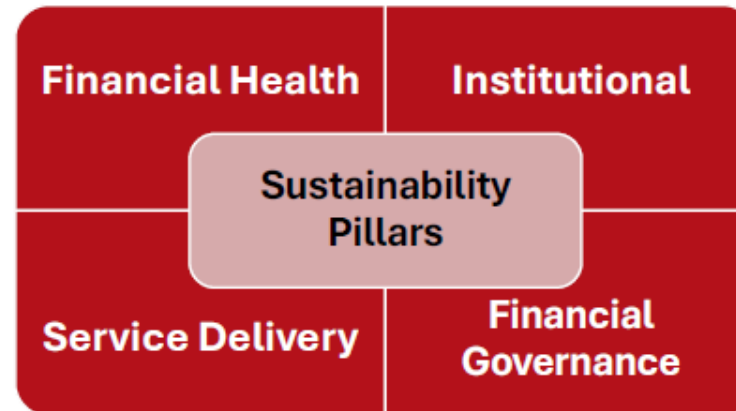 Financial Health
Institutional
Sustainability
Pillars
Service Delivery
Financial
Governance